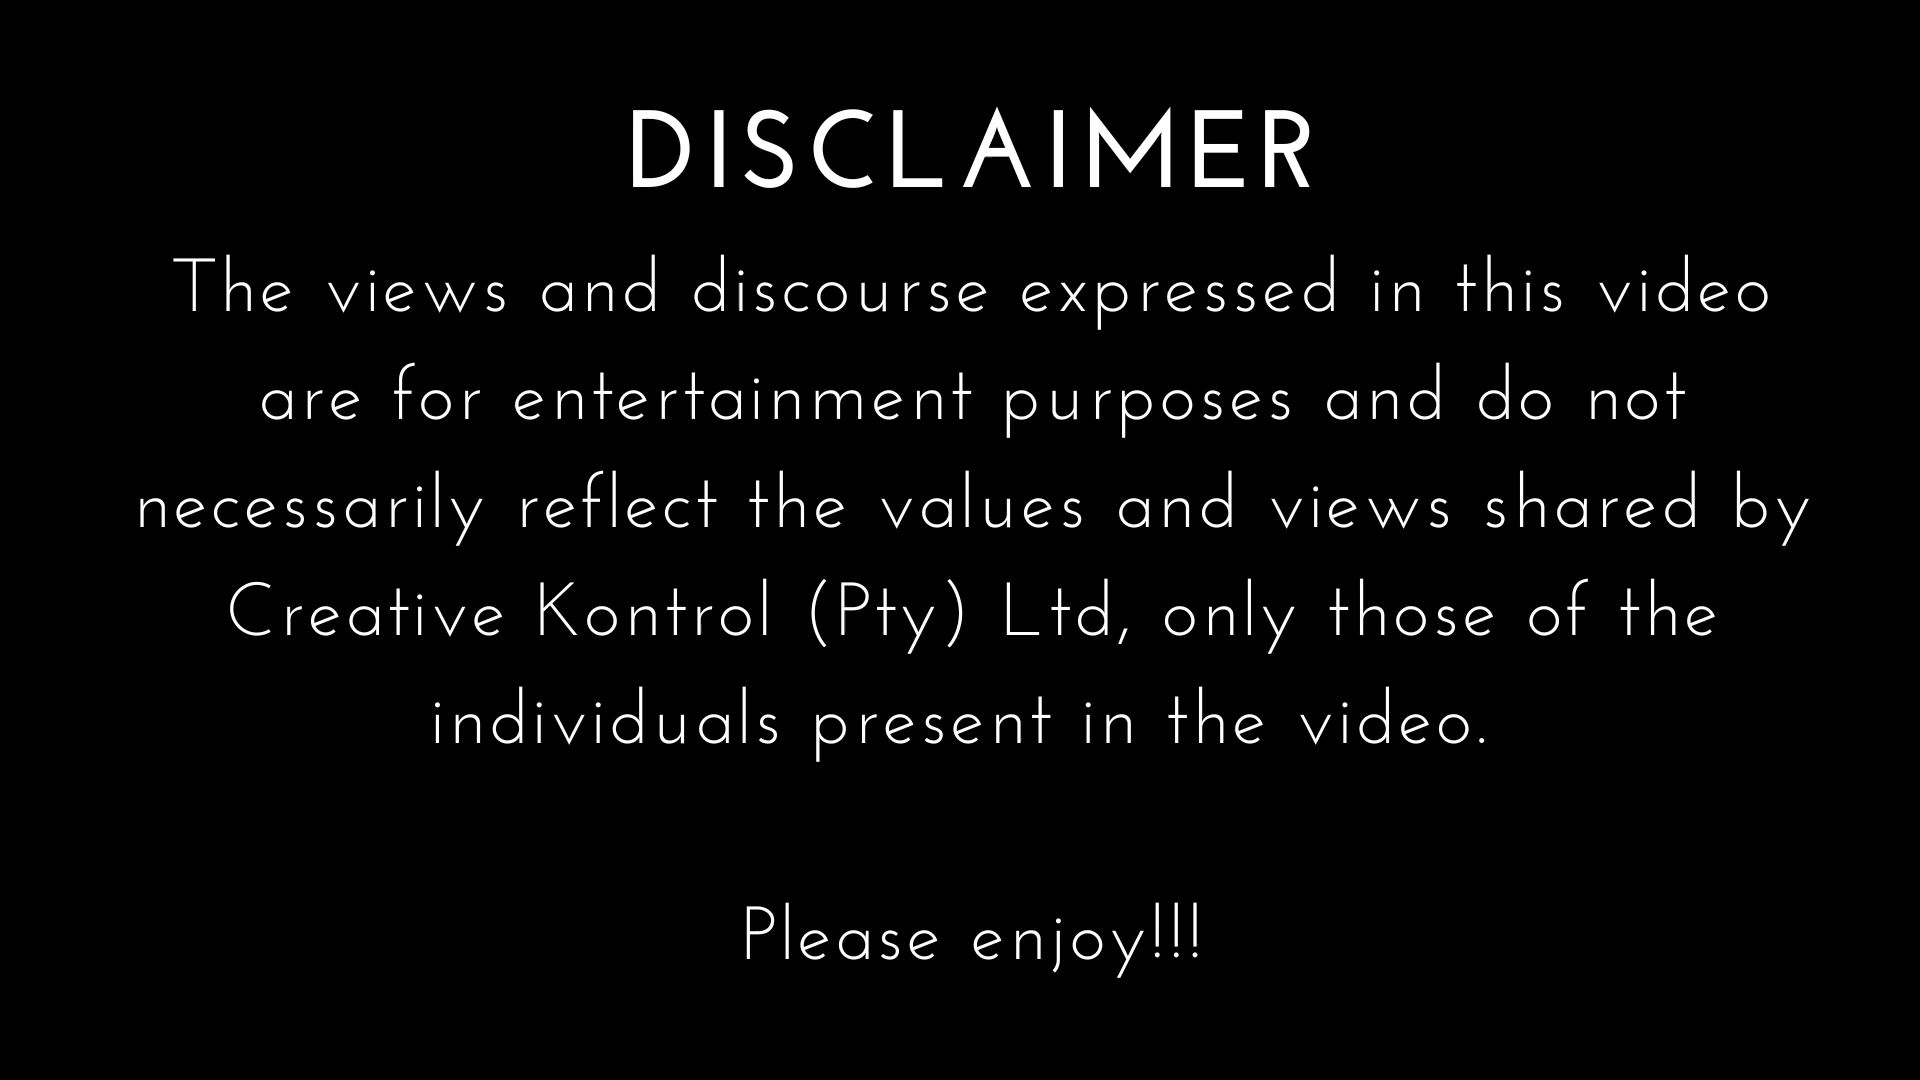 DISCLAIMER
The views and discourse expressed in this video
are for entertainment purposes and do not
necessarily reflect the values and views shared by
Creative Kontrol (Pty) Ltd, only those of the
individuals present in the video.
Please enjoy!!!